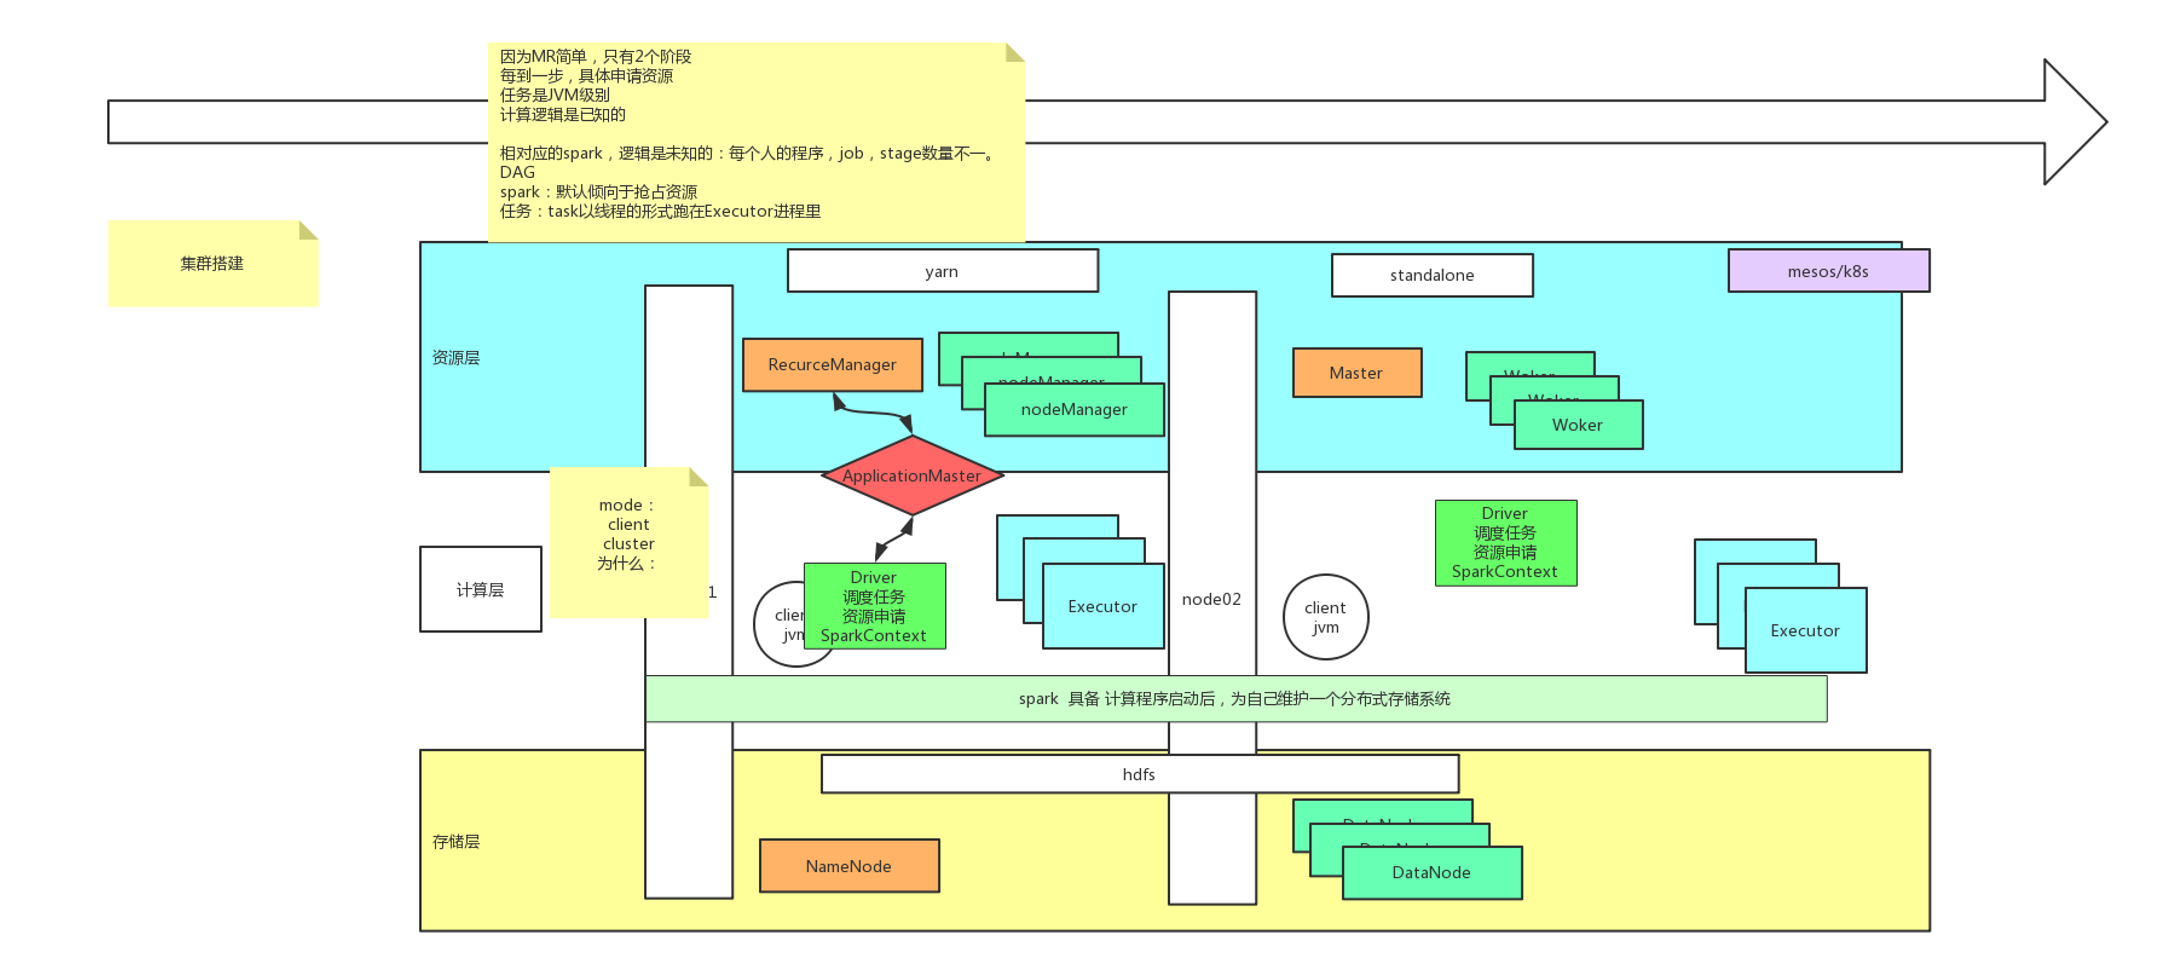 因为MR简单，只有2个阶段
每到一步，具体申请资源
任务是JVM级别
计算逻辑是已知的
相对应的spark，逻辑是未知的：每个人的程序，job，stage数量不一。
DAG
spark：默认倾向于抢占资源
任务：task以线程的形式跑在Executor进程里
集群搭建
yarn
standalone
mesos/k8s
资源层
RecurceManager
nodeManager
nodeManager
Master
Woker
Woker
Woker
ApplicationMaster
mode：
client
cluster
为什么：
计算层
1
client
jvm
Driver
调度任务
资源申请
SparkContext
Executor
node02
client
jvm
Driver
调度任务
资源申请
SparkContext
Executor
spark 具备 计算程序启动后，为自己维护一个分布式存储系统
hdfs
存储层
NameNode
DataNode
DataNode
DataNode